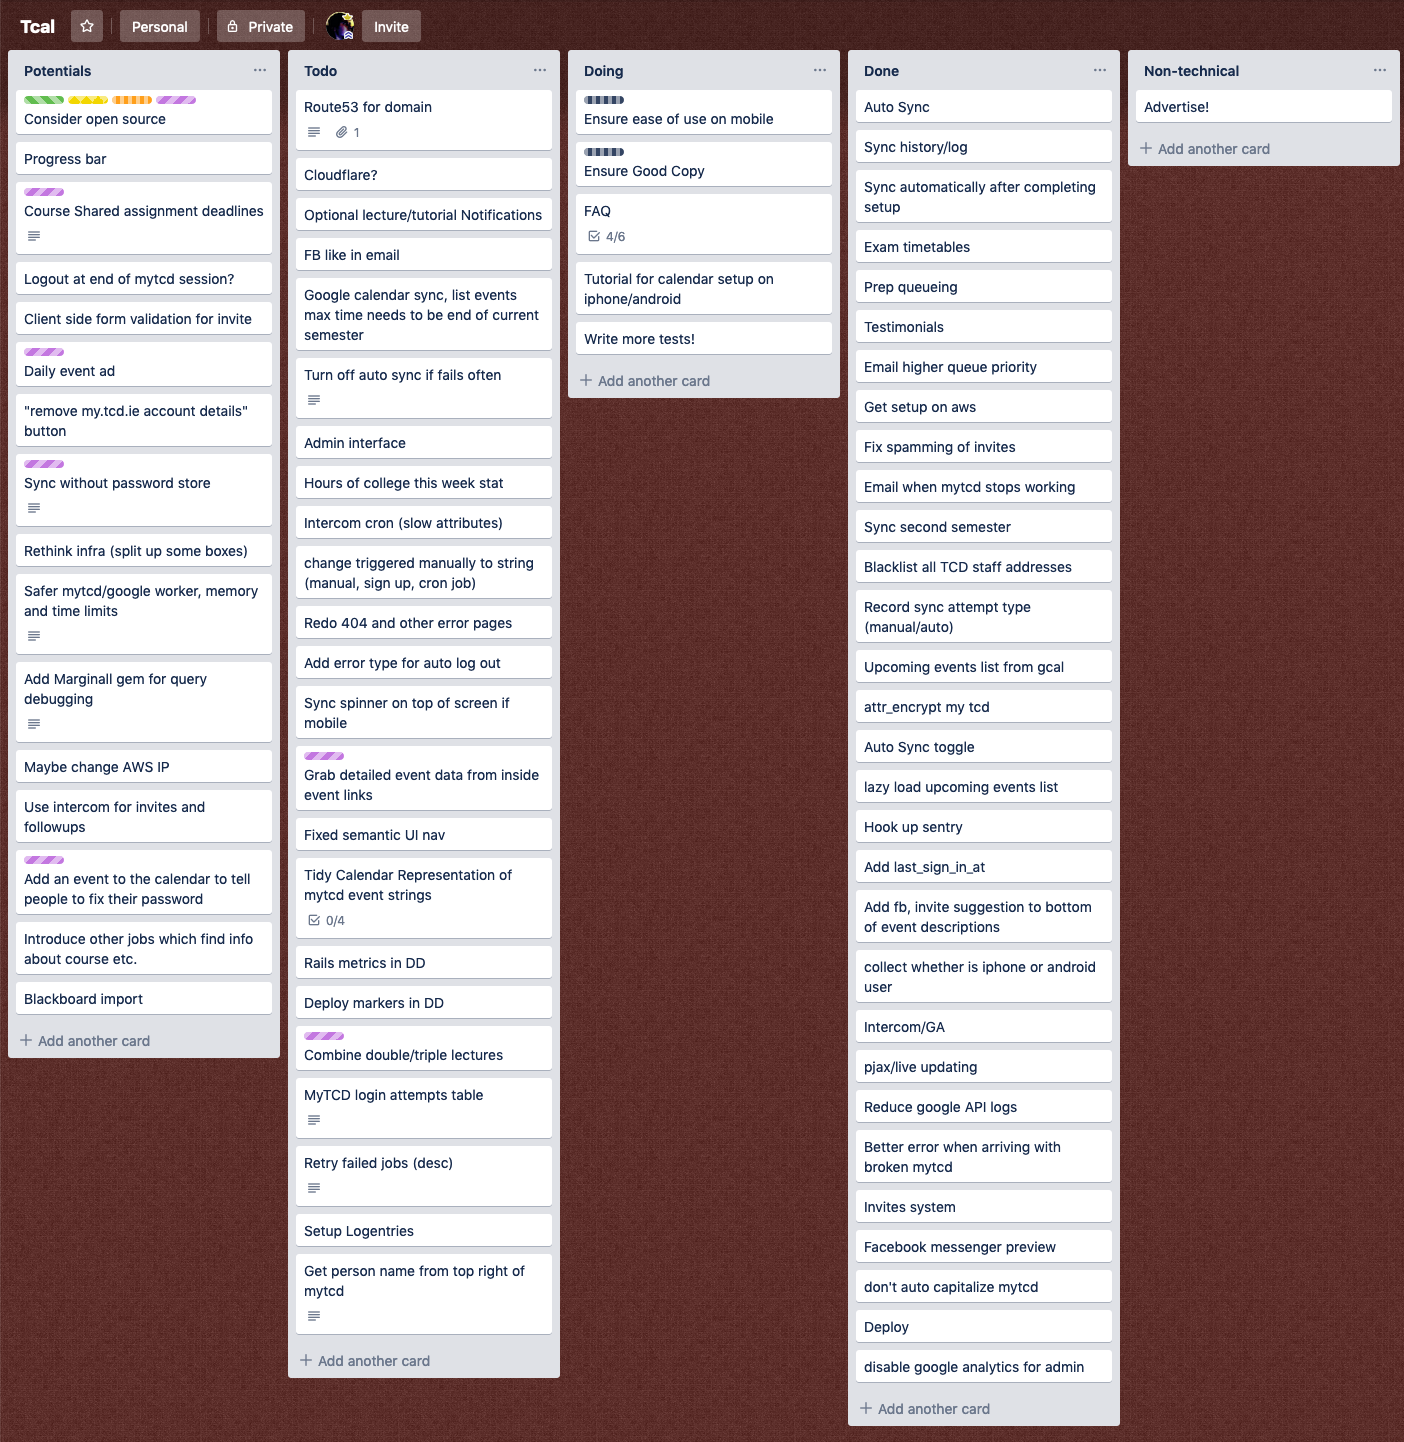 Tcal
Personal
Private
Invite
Potentials
Consider open source
Progress bar
Course Shared assignment deadlines
Logout at end of mytcd session?
Client side form validation for invite
Daily event ad
"remove my.tcd.ie account details"
button
Sync without password store
Rethink infra (split up some boxes)
Safer mytcd/google worker, memory
and time limits
Add Marginall gem for query
debugging
Maybe change AWS IP
Use intercom for invites and
followups
Add an event to the calendar to tell
people to fix their password
Introduce other jobs which find info
about course etc.
Blackboard import
Add another card
Todo
Route53 for domain
1
Cloudflare?
Optional lecture/tutorial Notifications
FB like in email
Google calendar sync, list events
max time needs to be end of current
semester
Turn off auto sync if fails often
Admin interface
Hours of college this week stat
Intercom cron (slow attributes)
change triggered manually to string
(manual, sign up, cron job)
Redo 404 and other error pages
Add error type for auto log out
Sync spinner on top of screen if
mobile
Grab detailed event data from inside
event links
Fixed semantic UI nav
Tidy Calendar Representation of
mytcd event strings
0/4
Rails metrics in DD
Deploy markers in DD
Combine double/triple lectures
MyTCD login attempts table
Retry failed jobs (desc)
Setup Logentries
Get person name from top right of
mytcd
Add another card
Doing
Ensure ease of use on mobile
Ensure Good Copy
FAQ
4/6
Tutorial for calendar setup on
iphone/android
Write more tests!
Add another card
Done
Auto Sync
Sync history/log
Sync automatically after completing
setup
Exam timetables
Prep queueing
Testimonials
Email higher queue priority
Get setup on aws
Fix spamming of invites
Email when mytcd stops working
Sync second semester
Blacklist all TCD staff addresses
Record sync attempt type
(manual/auto)
Upcoming events list from gcal
attr_encrypt my tcd
Auto Sync toggle
lazy load upcoming events list
Hook up sentry
Add last_sign_in_at
Add fb, invite suggestion to bottom
of event descriptions
collect whether is iphone or android
user
Intercom/GA
pjax/live updating
Reduce google API logs
Better error when arriving with
broken mytcd
Invites system
Facebook messenger preview
don't auto capitalize mytcd
Deploy
disable google analytics for admin
Add another card
Non-technical
Advertise!
Add another card